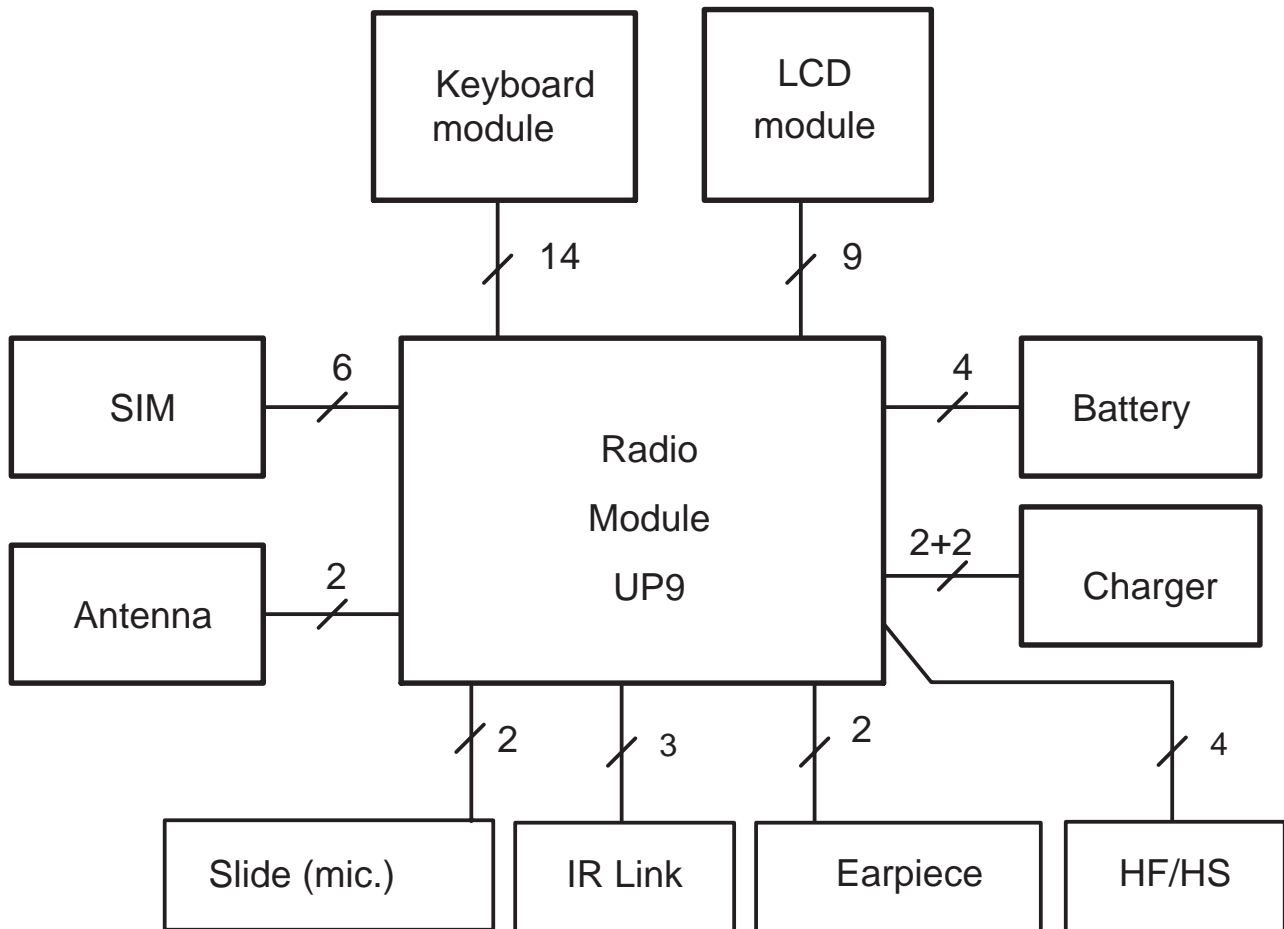 Keyboard
module
LCD
module
14
9
SIM
6
Radio
Module
UP9
4
Battery
Antenna
2
2+2
Charger
2
3
2
4
Slide (mic.)
IR Link
Earpiece
HF/HS